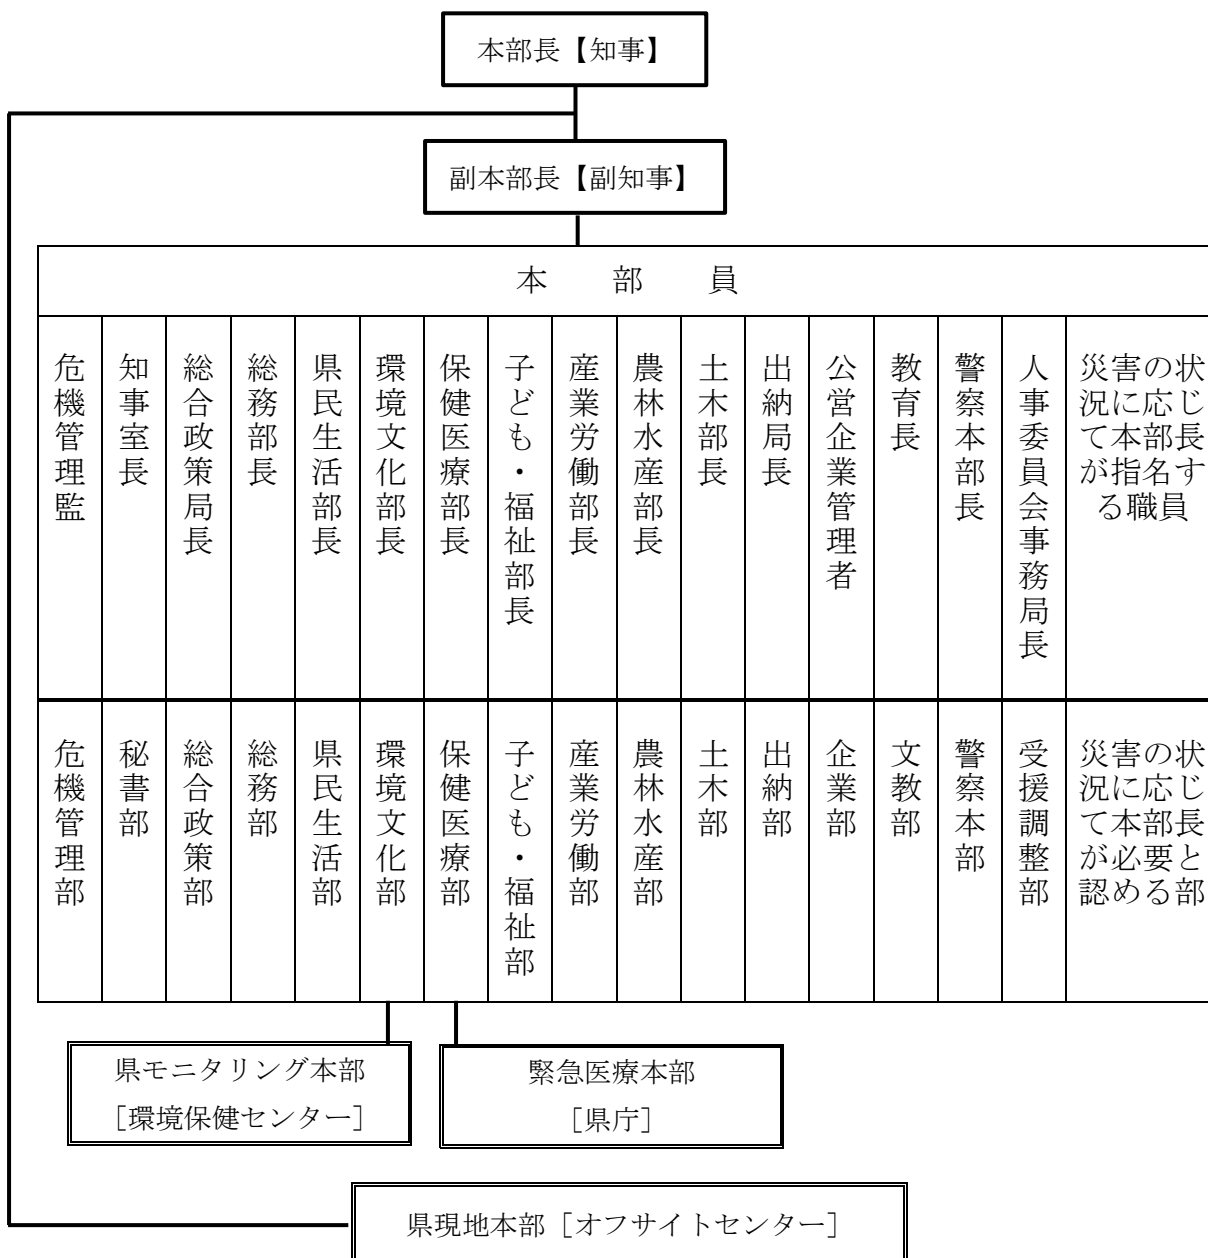 本部長【知事】
副本部長【副知事】
本　部　員
危機管理監
知事室長
総合政策局長
総務部長
県民生活部長
環境文化部長
保健医療部長
子ども・福祉部長
産業労働部長
農林水産部長
土木部長
出納局長
公営企業管理者
教育長
警察本部長
人事委員会事務局長
災害の状
況に応じ
て本部長
が指名す
る職員
危機管理部
秘書部
総合政策部
総務部
県民生活部
環境文化部
保健医療部
子ども・福祉部
産業労働部
農林水産部
土木部
出納部
企業部
文教部
警察本部
受援調整部
災害の状
況に応じ
て本部長
が必要と
認める部
県モニタリング本部
［環境保健センター］
緊急医療本部
［県庁］
県現地本部［オフサイトセンター］